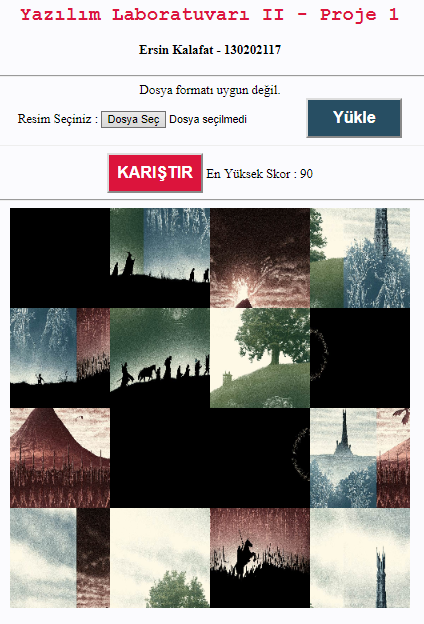 Yazılım Laboratuvarı II - Proje 1
Ersin Kalafat - 130202117
Dosya formatı uygun değil.
Resim Seçiniz : Dosya Seç Dosya seçilmedi Yükle
KARIŞTIR En Yüksek Skor : 90